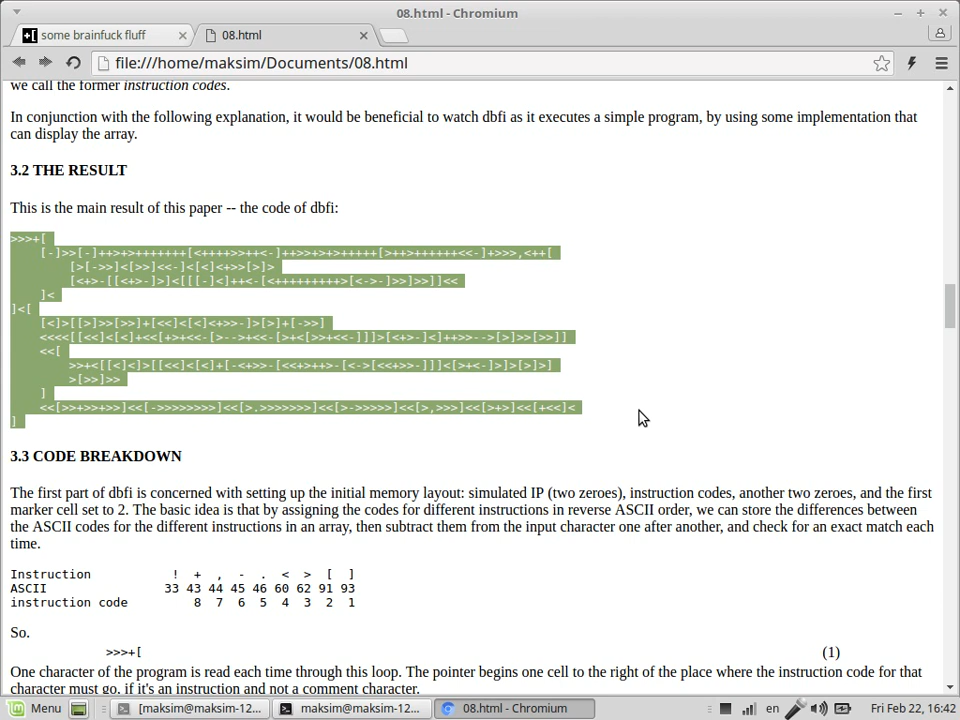 08.html - Chromium
some brainfuck fluff
08.html
file:///home/maksim/Documents/08.html
we call the former instruction codes.
In conjunction with the following explanation, it would be beneficial to watch dbfi as it executes a simple program, by using some implementation that
can display the array.
3.2 THE RESULT
This is the main result of this paper -- the code of dbfi:
>>>+[
[-]>>[-]++>+>+++++++[<++++>>++<-]++>>+>+>+++++[>++>++++++<<-]+>>>,<++[
[>[->>]<[>>]<<-]<[<]<+>>[>]>
[<+>-[[<+>-]>]<[[[-]<]++<-[<+++++++++>[<->-]>>]>>]]<<
]<
]<[
[<]>[[>]>>[>>]+[<<]<[<]<+>>-]>[>]+[->>]
<<<<[[<<]<[<]+<<[+>+<<-[>-->+<<-[>+<[>>+<<-]]]>[<+>-]<]++>>-->[>]>>[>>]]
<<[
>>+<[[<]<]>[[<<]<[<]+[-<+>>-[<<+>++>-[<->[<<+>>-]]]<[>+<-]>]>[>]>]
>[>>]>>
]
<<[>>+>>+>>]<<[->>>>>>>>]<<[>.>>>>>>>]<<[>->>>>>]<<[>,>>>]<<[>+>]<<[+<<]<
]
3.3 CODE BREAKDOWN
The first part of dbfi is concerned with setting up the initial memory layout: simulated IP (two zeroes), instruction codes, another two zeroes, and the first
marker cell set to 2. The basic idea is that by assigning the codes for different instructions in reverse ASCII order, we can store the differences between
the ASCII codes for the different instructions in an array, then subtract them from the input character one after another, and check for an exact match each
time.
Instruction ! + , - . < > [ ]
ASCII 33 43 44 45 46 60 62 91 93
instruction code 8 7 6 5 4 3 2 1
So.
>>>+[ (1)
One character of the program is read each time through this loop. The pointer begins one cell to the right of the place where the instruction code for that
character must go, if it's an instruction and not a comment character.
Menu [maksim@maksim-12... maksim@maksim-12... 08.html - Chromium en Fri Feb 22, 16:42